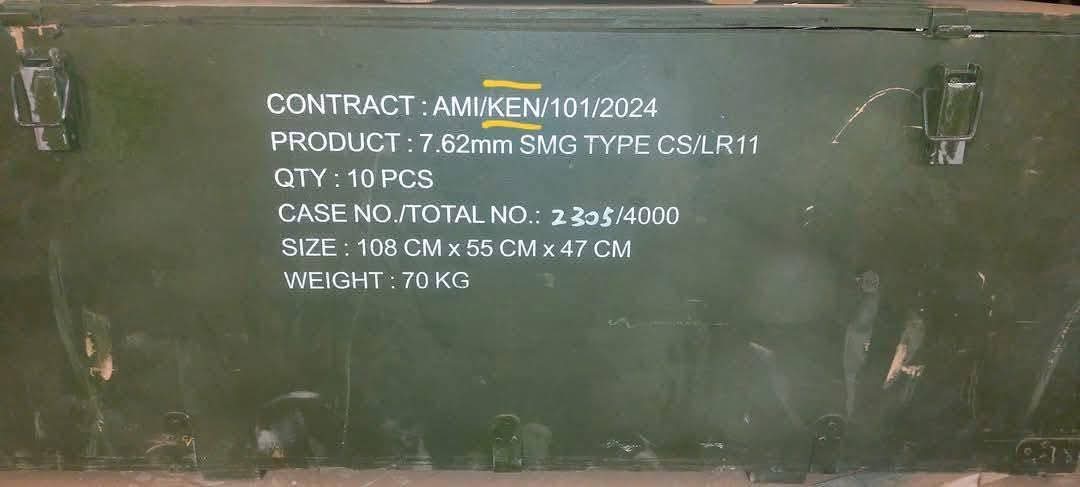 CONTRACT : AMI/KEN/101/2024
PRODUCT : 7.62mm SMG TYPE CS/LR11
QTY : 10 PCS
CASE NO./TOTAL NO.: 2305/4000
SIZE : 108 CM x 55 CM x 47 CM
WEIGHT : 70 KG